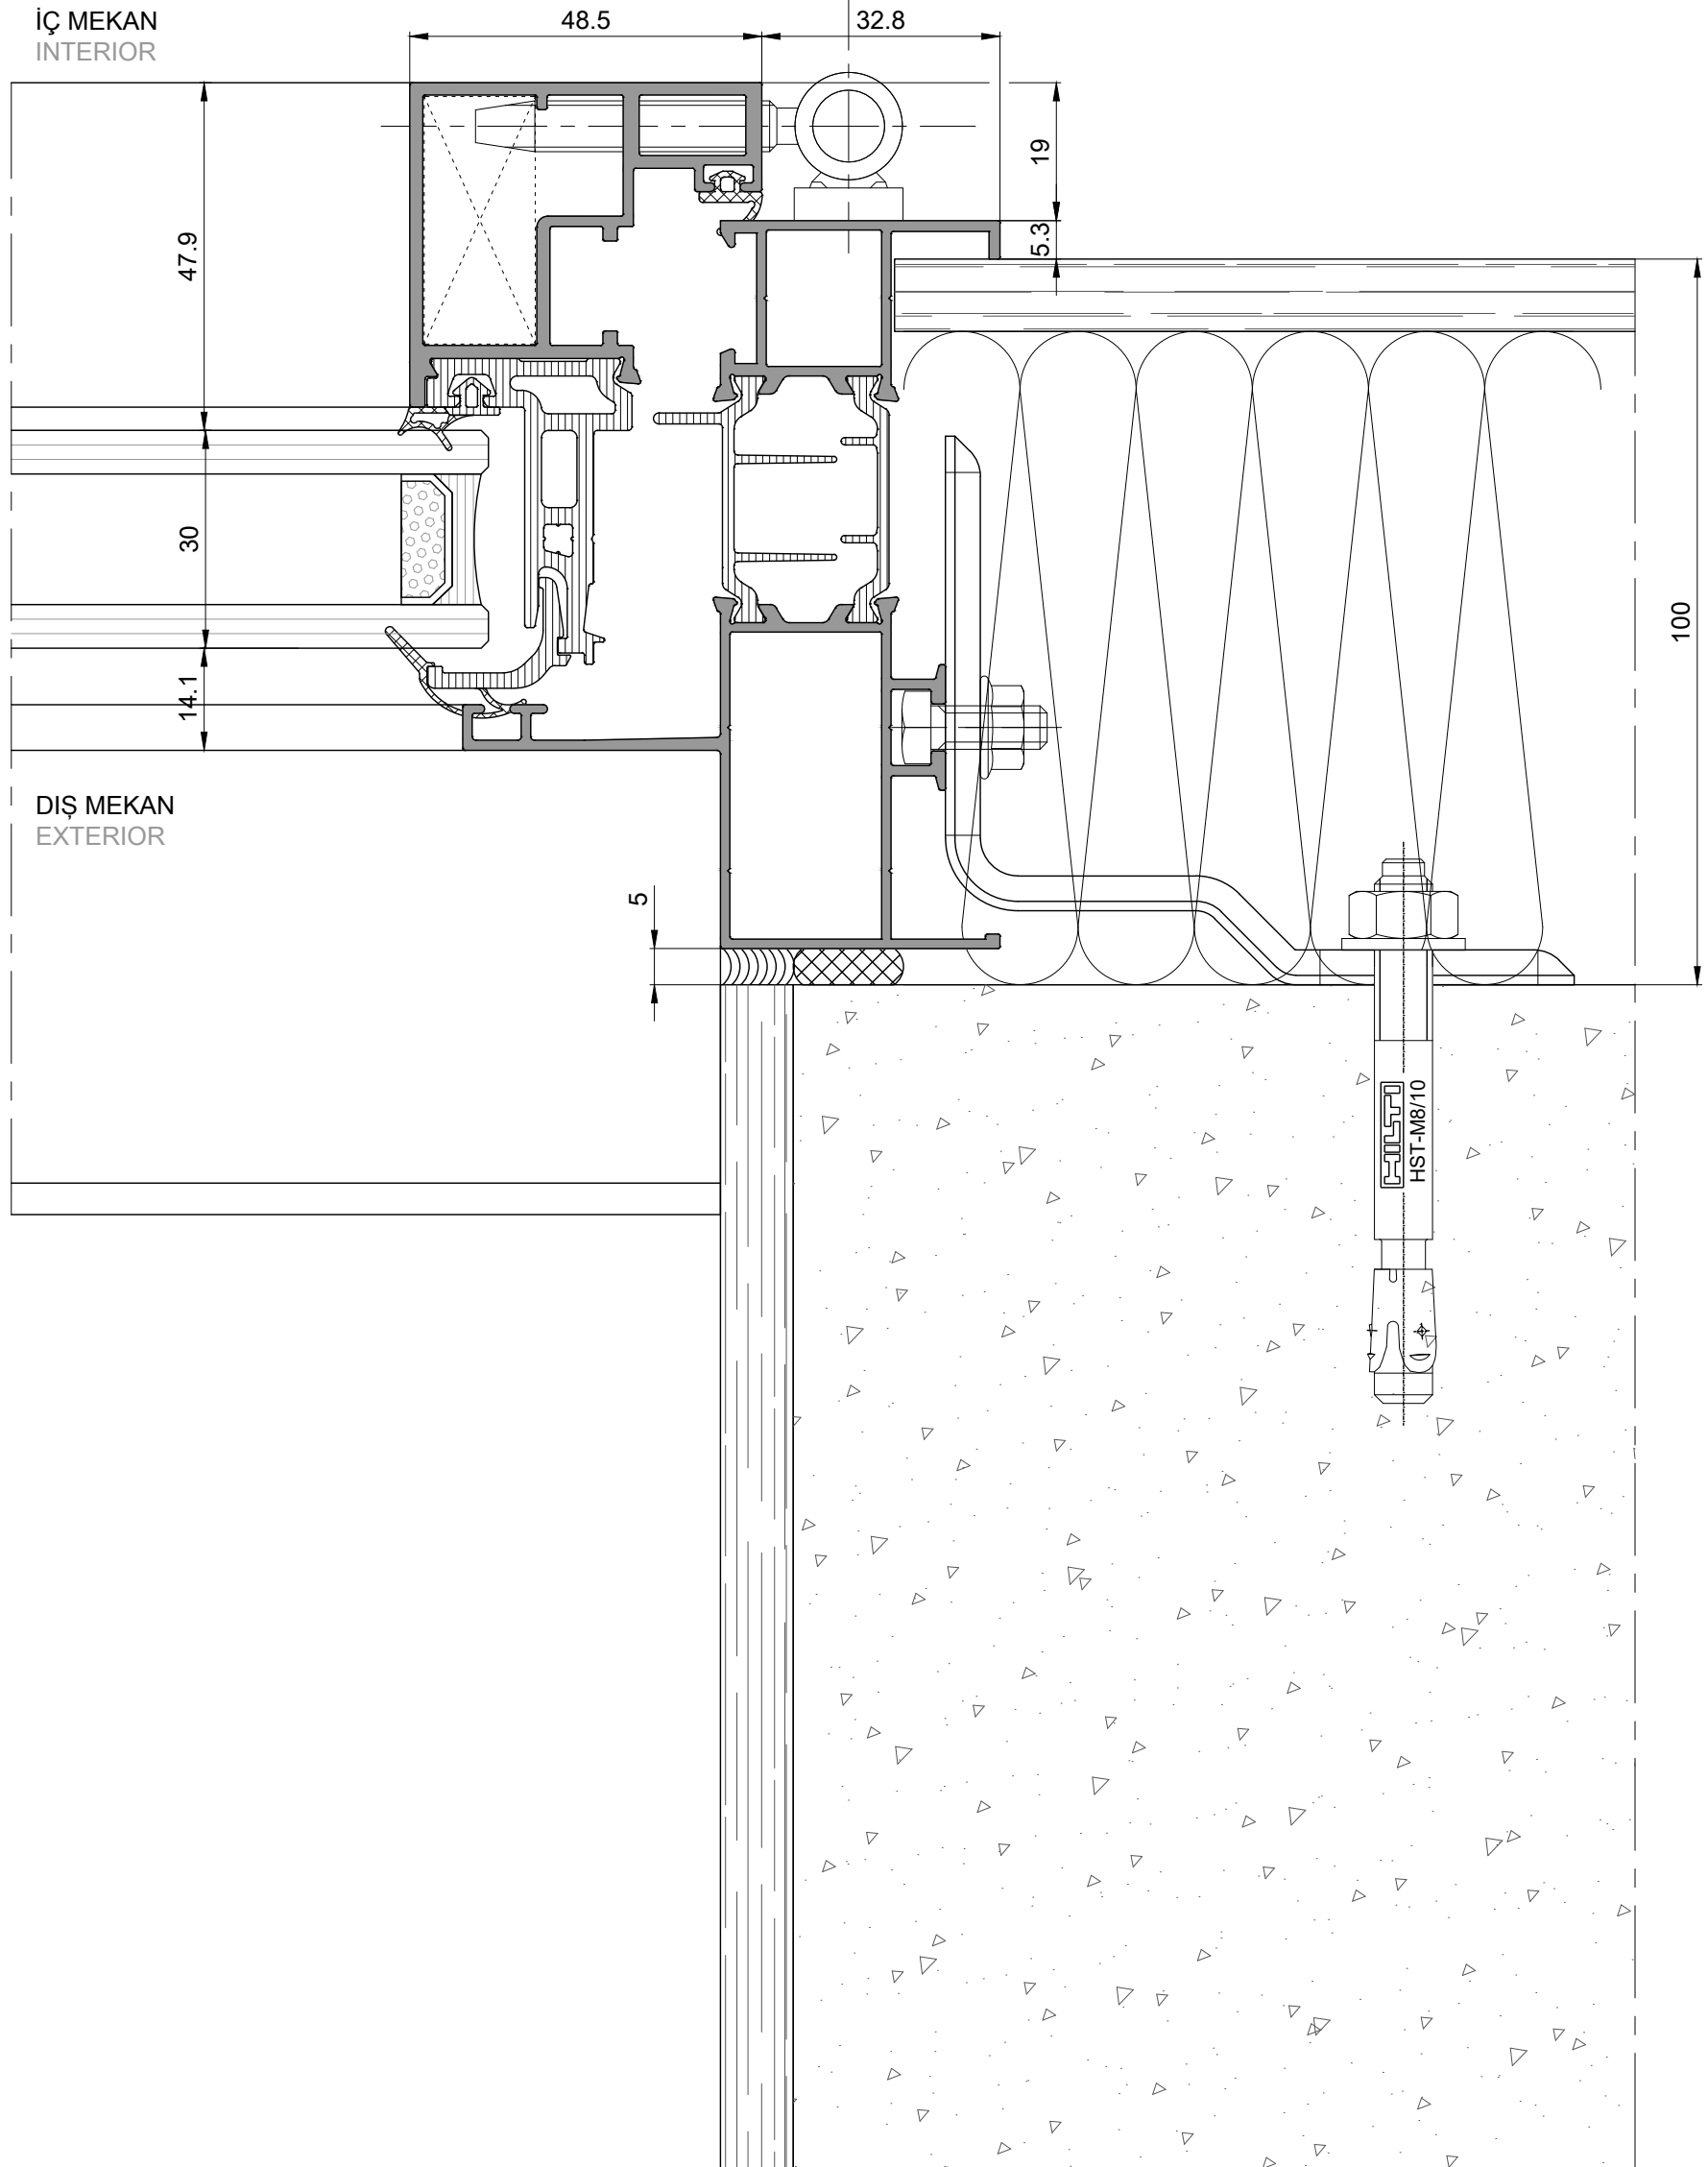 İÇ MEKAN
INTERIOR
48.5
32.8
19
5.3
47.9
30
14.1
100
DIŞ MEKAN
EXTERIOR
5
HILTI
HST-M8/10